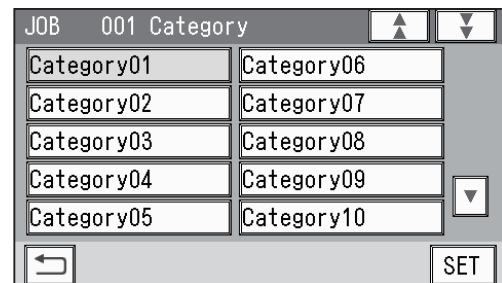 JOB 001 Category
Category01 Category06
Category02 Category07
Category03 Category08
Category04 Category09
Category05 Category10
SET